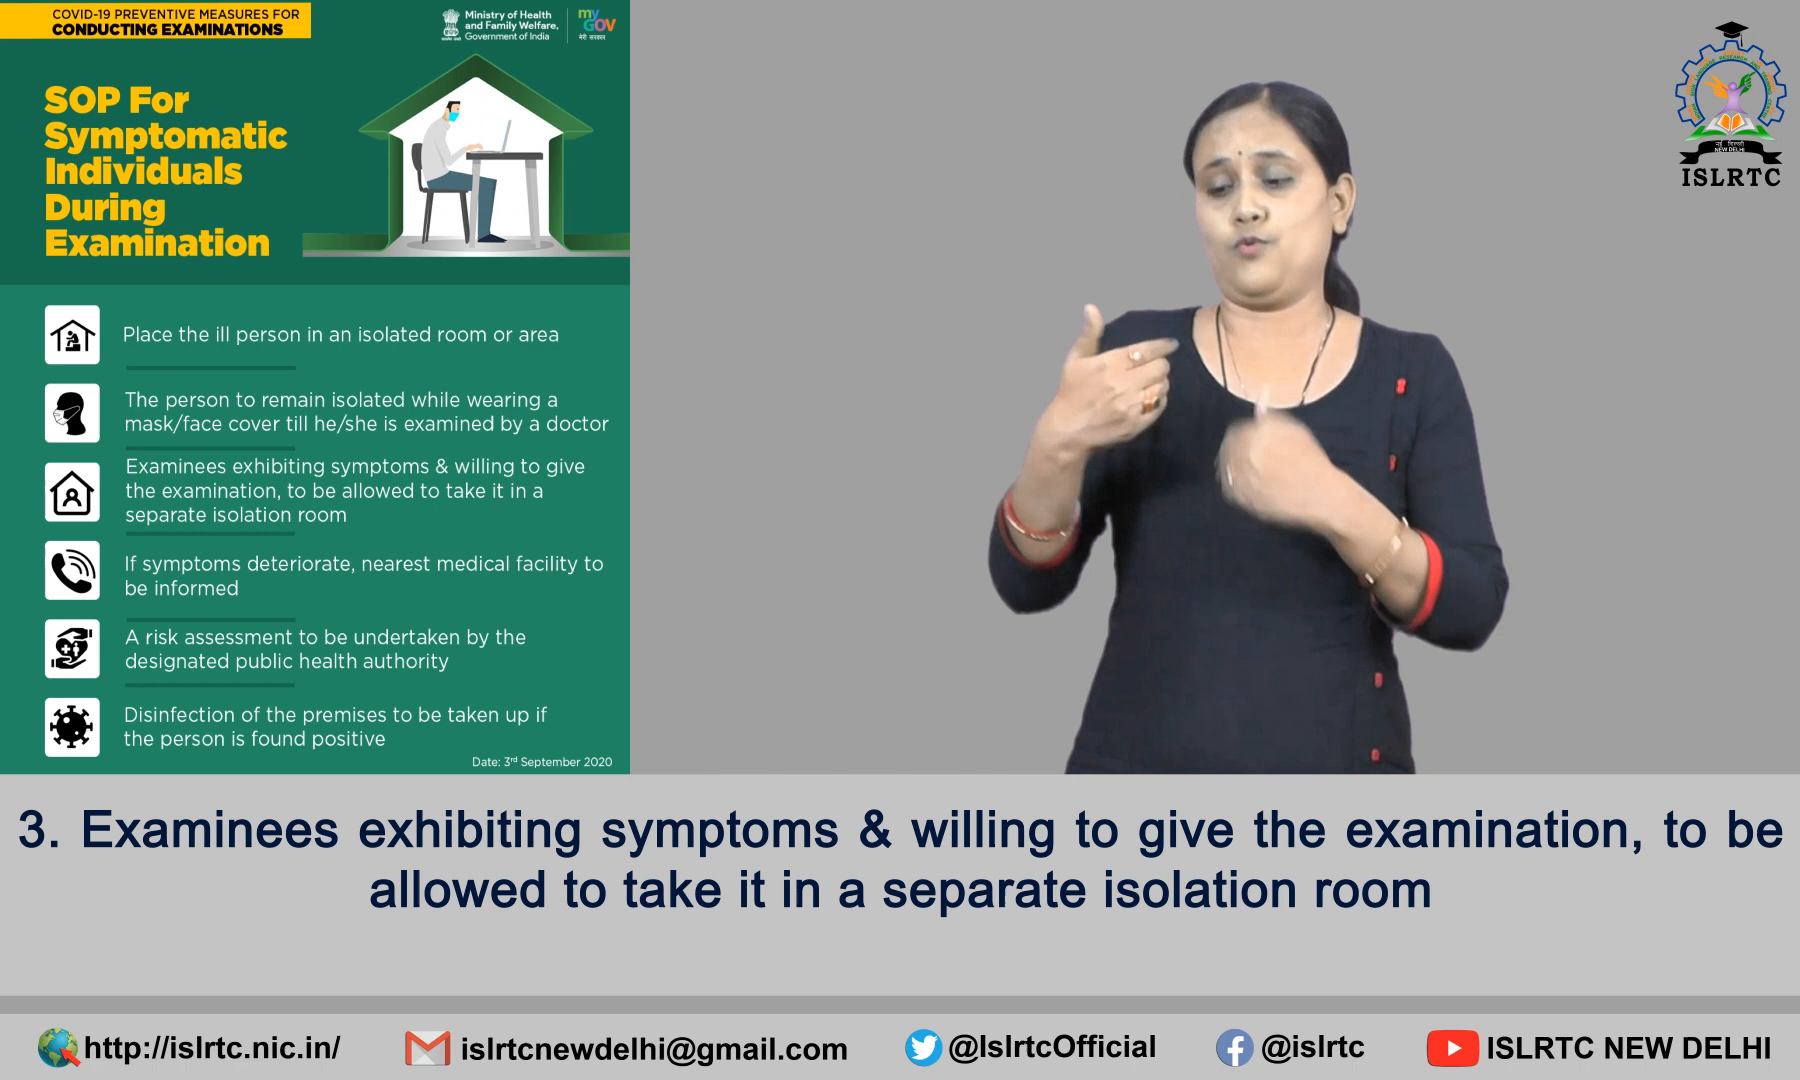 COVID-19 PREVENTIVE MEASURES FOR
CONDUCTING EXAMINATIONS
Ministry of Health
and Family Welfare,
Government of India
my
GOV
मेरी सरकार
SOP For
Symptomatic
Individuals
During
Examination
Place the ill person in an isolated room or area
The person to remain isolated while wearing a
mask/face cover till he/she is examined by a doctor
Examinees exhibiting symptoms & willing to give
the examination, to be allowed to take it in a
separate isolation room
If symptoms deteriorate, nearest medical facility to
be informed
A risk assessment to be undertaken by the
designated public health authority
Disinfection of the premises to be taken up if
the person is found positive
Date: 3rd September 2020
नई दिल्ली
NEW DELHI
ISLRTC
3. Examinees exhibiting symptoms & willing to give the examination, to be
allowed to take it in a separate isolation room
http://islrtc.nic.in/
islrtcnewdelhi@gmail.com
@IslrtcOfficial
@islrtc
ISLRTC NEW DELHI